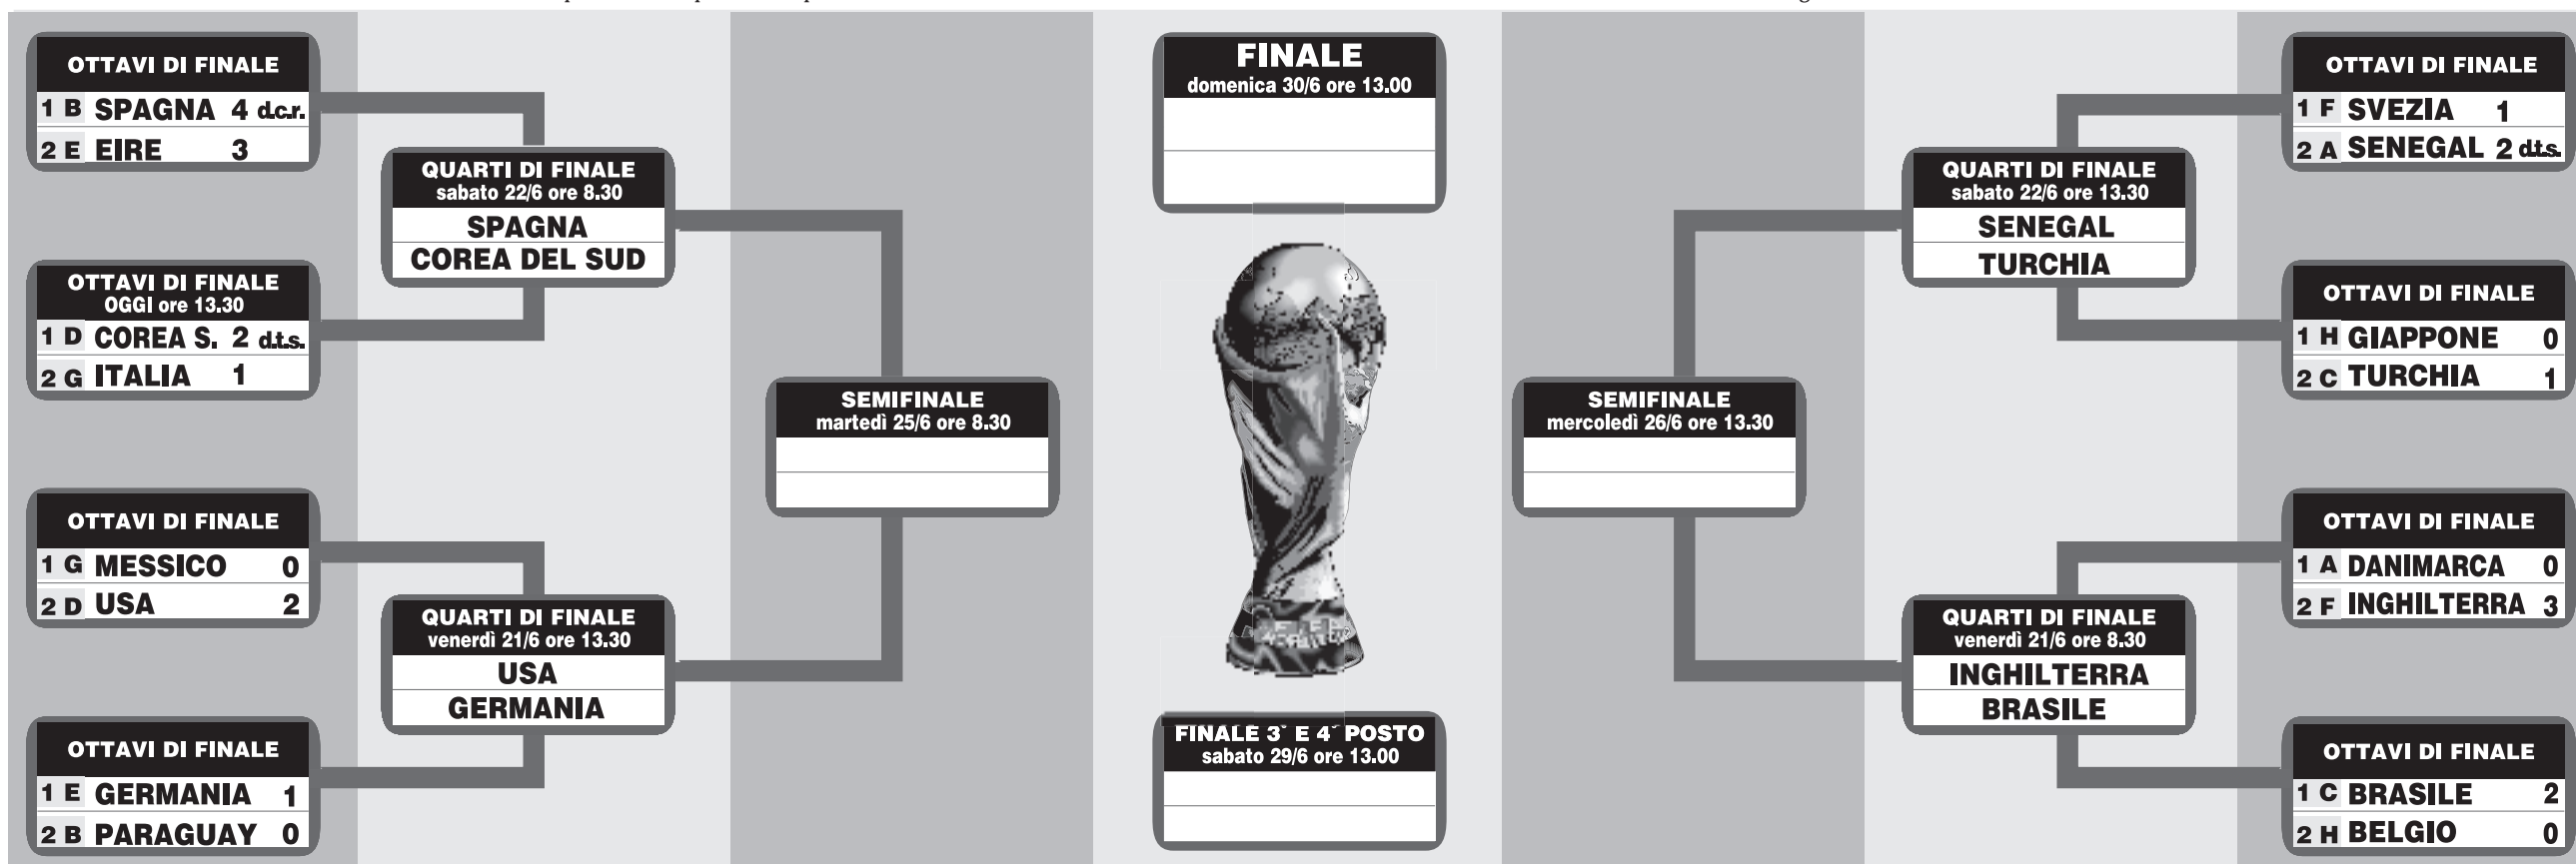 OTTAVI DI FINALE
1 B SPAGNA 4 d.c.r.
2 E EIRE 3
OTTAVI DI FINALE
OGGI ore 13.30
1 D COREA S. 2 d.t.s.
2 G ITALIA 1
OTTAVI DI FINALE
1 G MESSICO 0
2 D USA 2
OTTAVI DI FINALE
1 E GERMANIA 1
2 B PARAGUAY 0
QUARTI DI FINALE
sabato 22/6 ore 8.30
SPAGNA
COREA DEL SUD
QUARTI DI FINALE
venerdì 21/6 ore 13.30
USA
GERMANIA
SEMIFINALE
martedì 25/6 ore 8.30
FINALE
domenica 30/6 ore 13.00
FINALE 3° E 4° POSTO
sabato 29/6 ore 13.00
SEMIFINALE
mercoledì 26/6 ore 13.30
QUARTI DI FINALE
sabato 22/6 ore 13.30
SENEGAL
TURCHIA
QUARTI DI FINALE
venerdì 21/6 ore 8.30
INGHILTERRA
BRASILE
OTTAVI DI FINALE
1 F SVEZIA 1
2 A SENEGAL 2 d.t.s.
OTTAVI DI FINALE
1 H GIAPPONE 0
2 C TURCHIA 1
OTTAVI DI FINALE
1 A DANIMARCA 0
2 F INGHILTERRA 3
OTTAVI DI FINALE
1 C BRASILE 2
2 H BELGIO 0